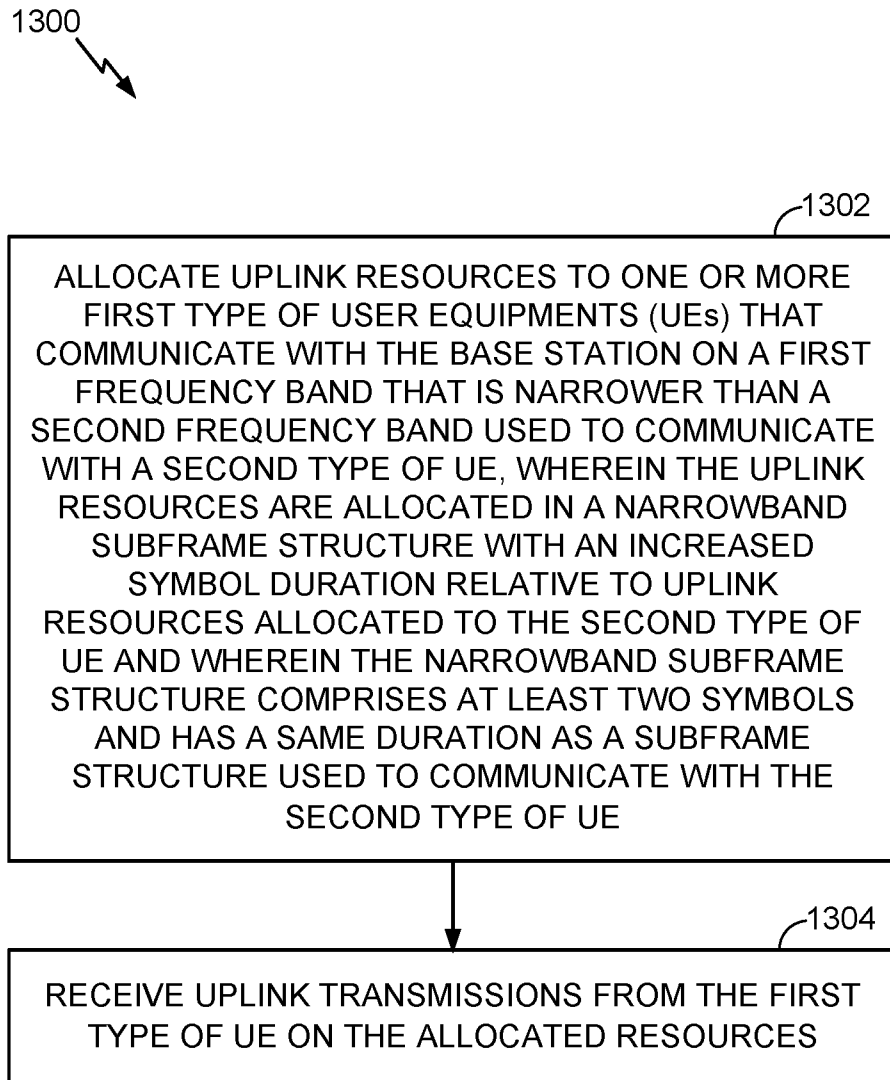 1300
1302
ALLOCATE UPLINK RESOURCES TO ONE OR MORE
FIRST TYPE OF USER EQUIPMENTS (UEs) THAT
COMMUNICATE WITH THE BASE STATION ON A FIRST
FREQUENCY BAND THAT IS NARROWER THAN A
SECOND FREQUENCY BAND USED TO COMMUNICATE
WITH A SECOND TYPE OF UE, WHEREIN THE UPLINK
RESOURCES ARE ALLOCATED IN A NARROWBAND
SUBFRAME STRUCTURE WITH AN INCREASED
SYMBOL DURATION RELATIVE TO UPLINK
RESOURCES ALLOCATED TO THE SECOND TYPE OF
UE AND WHEREIN THE NARROWBAND SUBFRAME
STRUCTURE COMPRISES AT LEAST TWO SYMBOLS
AND HAS A SAME DURATION AS A SUBFRAME
STRUCTURE USED TO COMMUNICATE WITH THE
SECOND TYPE OF UE
1304
RECEIVE UPLINK TRANSMISSIONS FROM THE FIRST
TYPE OF UE ON THE ALLOCATED RESOURCES